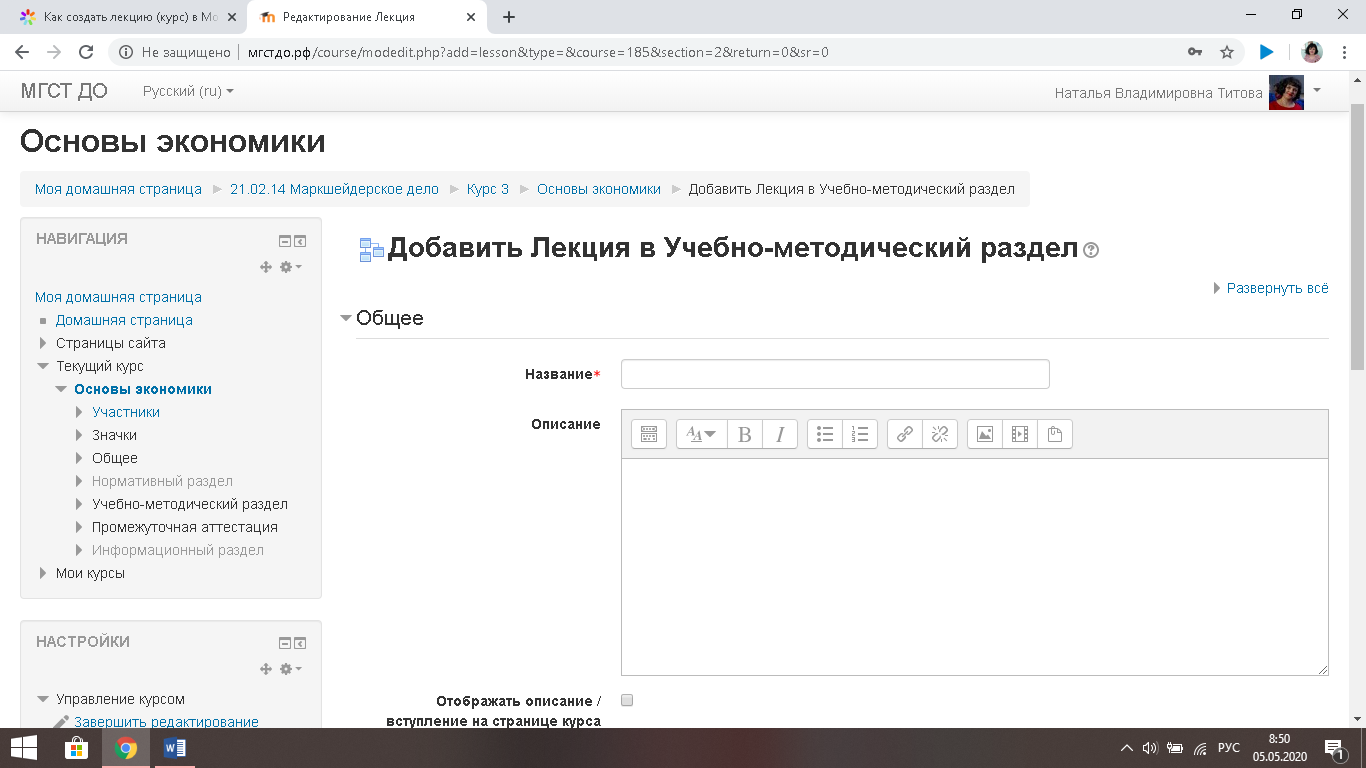 Как создать лекцию (курс) в Mo
Редактирование Лекция
Не защищено
мгстдо.рф/course/modedit.php?add=lesson&type=&course=185&section=2&return=0&sr=0
МГСТ ДО
Русский (ru)
Наталья Владимировна Титова
Основы экономики
Моя домашняя страница
21.02.14 Маркшейдерское дело
Курс 3
Основы экономики
Добавить Лекция в Учебно-методический раздел
НАВИГАЦИЯ
Моя домашняя страница
Домашняя страница
Страницы сайта
Текущий курс
Основы экономики
Участники
Значки
Общее
Нормативный раздел
Учебно-методический раздел
Промежуточная аттестация
Информационный раздел
Мои курсы
НАСТРОЙКИ
Управление курсом
Завершить редактирование
Добавить Лекция в Учебно-методический раздел
Развернуть всё
Общее
Название*
Описание
Отображать описание /
вступление на странице курса
РУС
8:50
05.05.2020
1